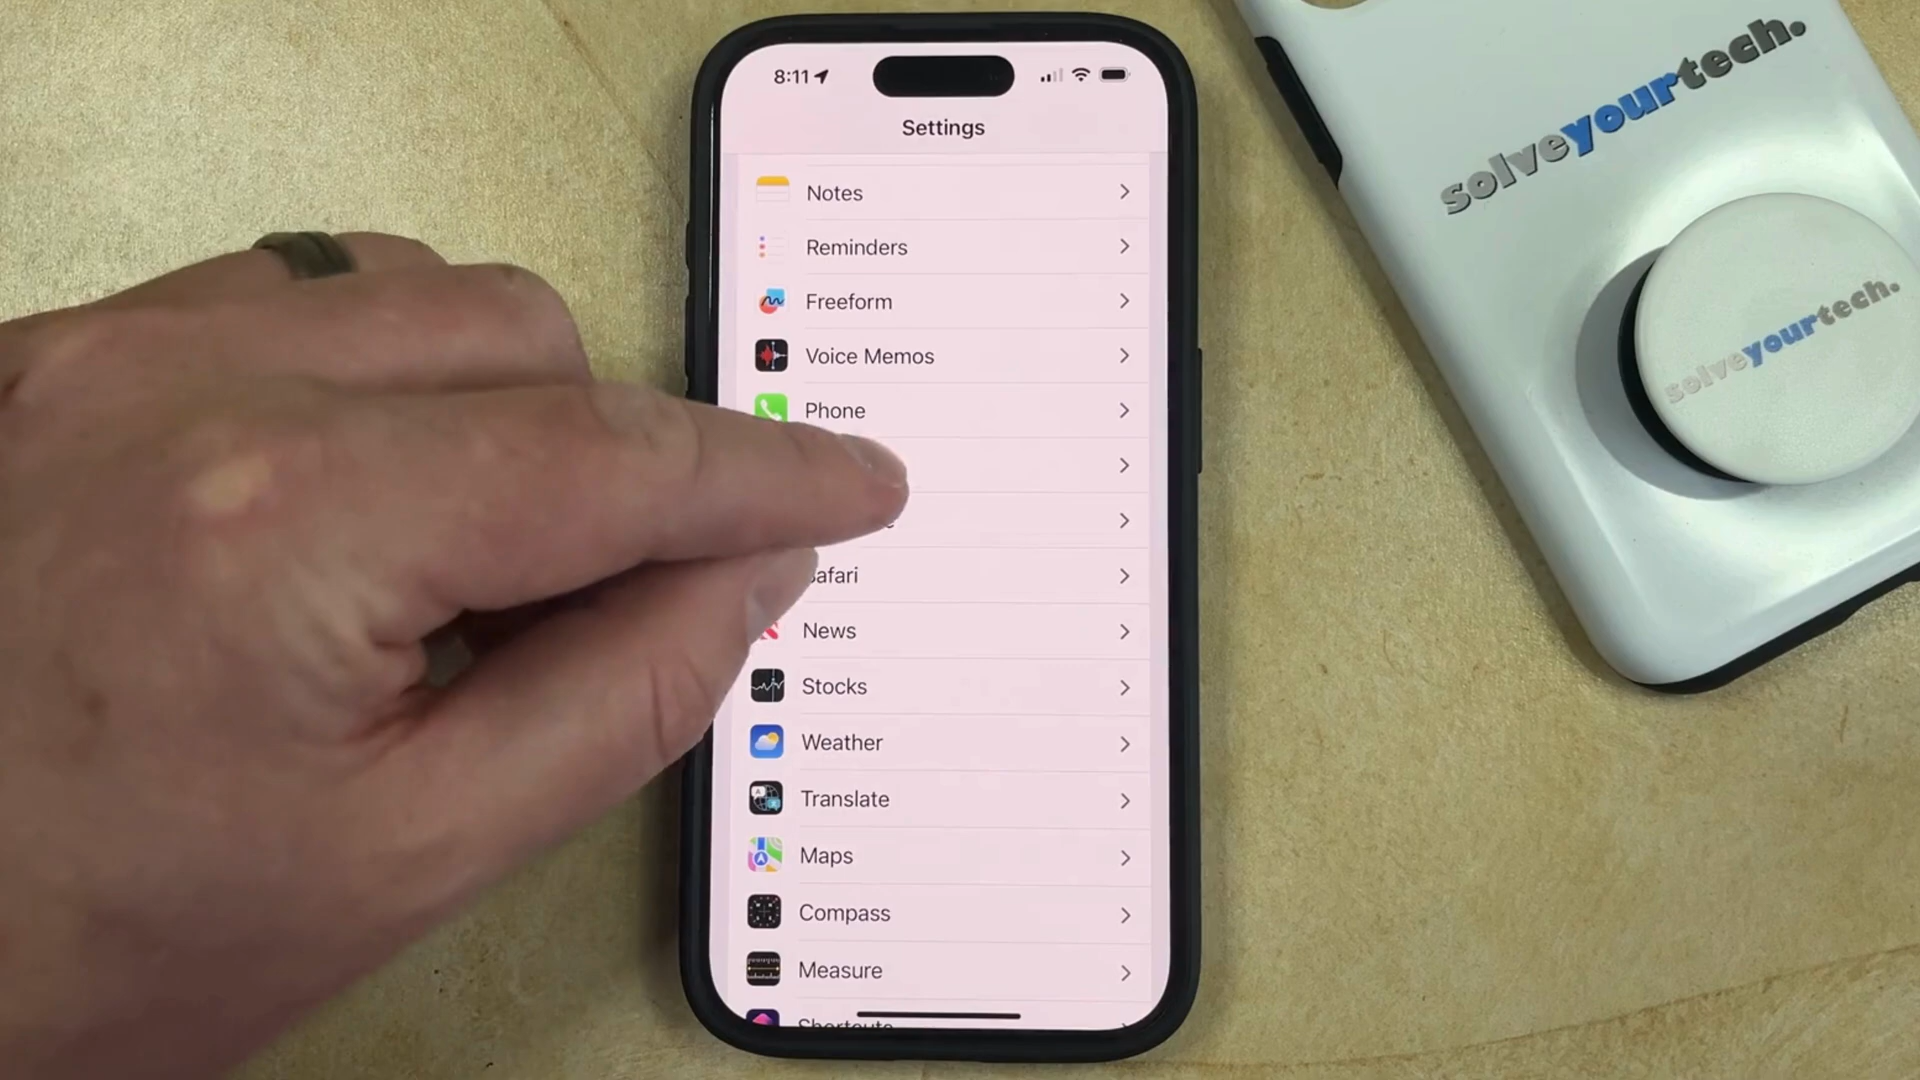 8:11
Settings
Notes
Reminders
Freeform
Voice Memos
Phone
afari
News
Stocks
Weather
Translate
Maps
Compass
Measure
Shortcuts
solveyourtech.
solveyourtech.